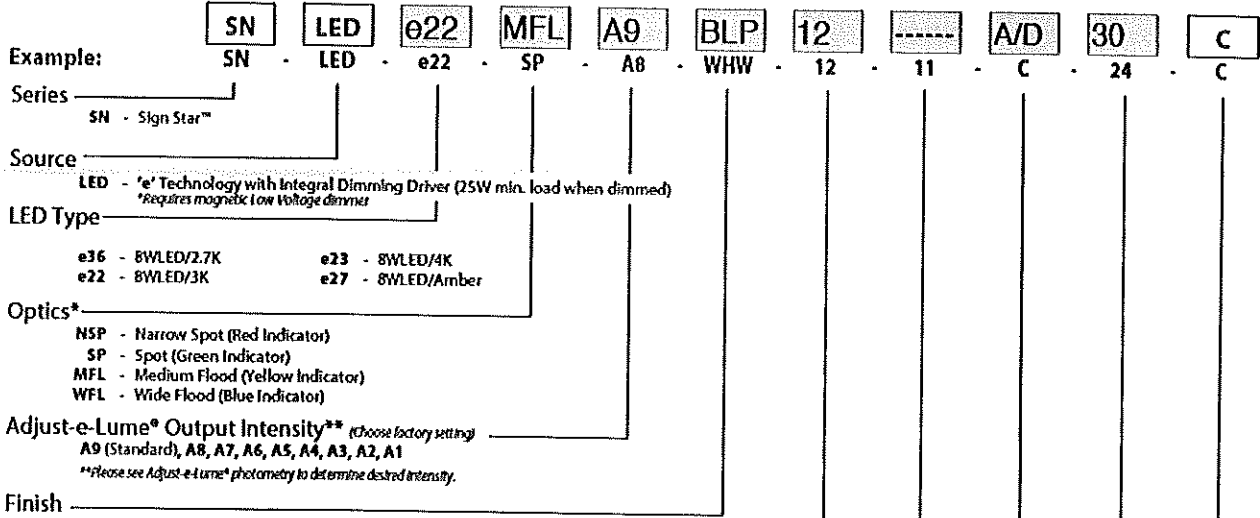 SN LED e22 MFL A9 BLP 12 ------ A/D 30 C
Example: SN - LED - e22 - SP - A8 - WHW - 12 - 11 - C - 24 - C
Series
SN - Sign Star™
Source
LED - 'e' Technology with Integral Dimming Driver (25W min. load when dimmed)
*Requires magnetic Low Voltage dimmer
LED Type
e36 - 8WLED/2.7K e23 - 8WLED/4K
e22 - 8WLED/3K e27 - 8WLED/Amber
Optics*
NSP - Narrow Spot (Red Indicator)
SP - Spot (Green Indicator)
MFL - Medium Flood (Yellow Indicator)
WFL - Wide Flood (Blue Indicator)
Adjust-e-Lume® Output Intensity** (Choose factory setting)
A9 (Standard), A8, A7, A6, A5, A4, A3, A2, A1
**Please see Adjust-e-Lume® photometry to determine desired intensity.
Finish